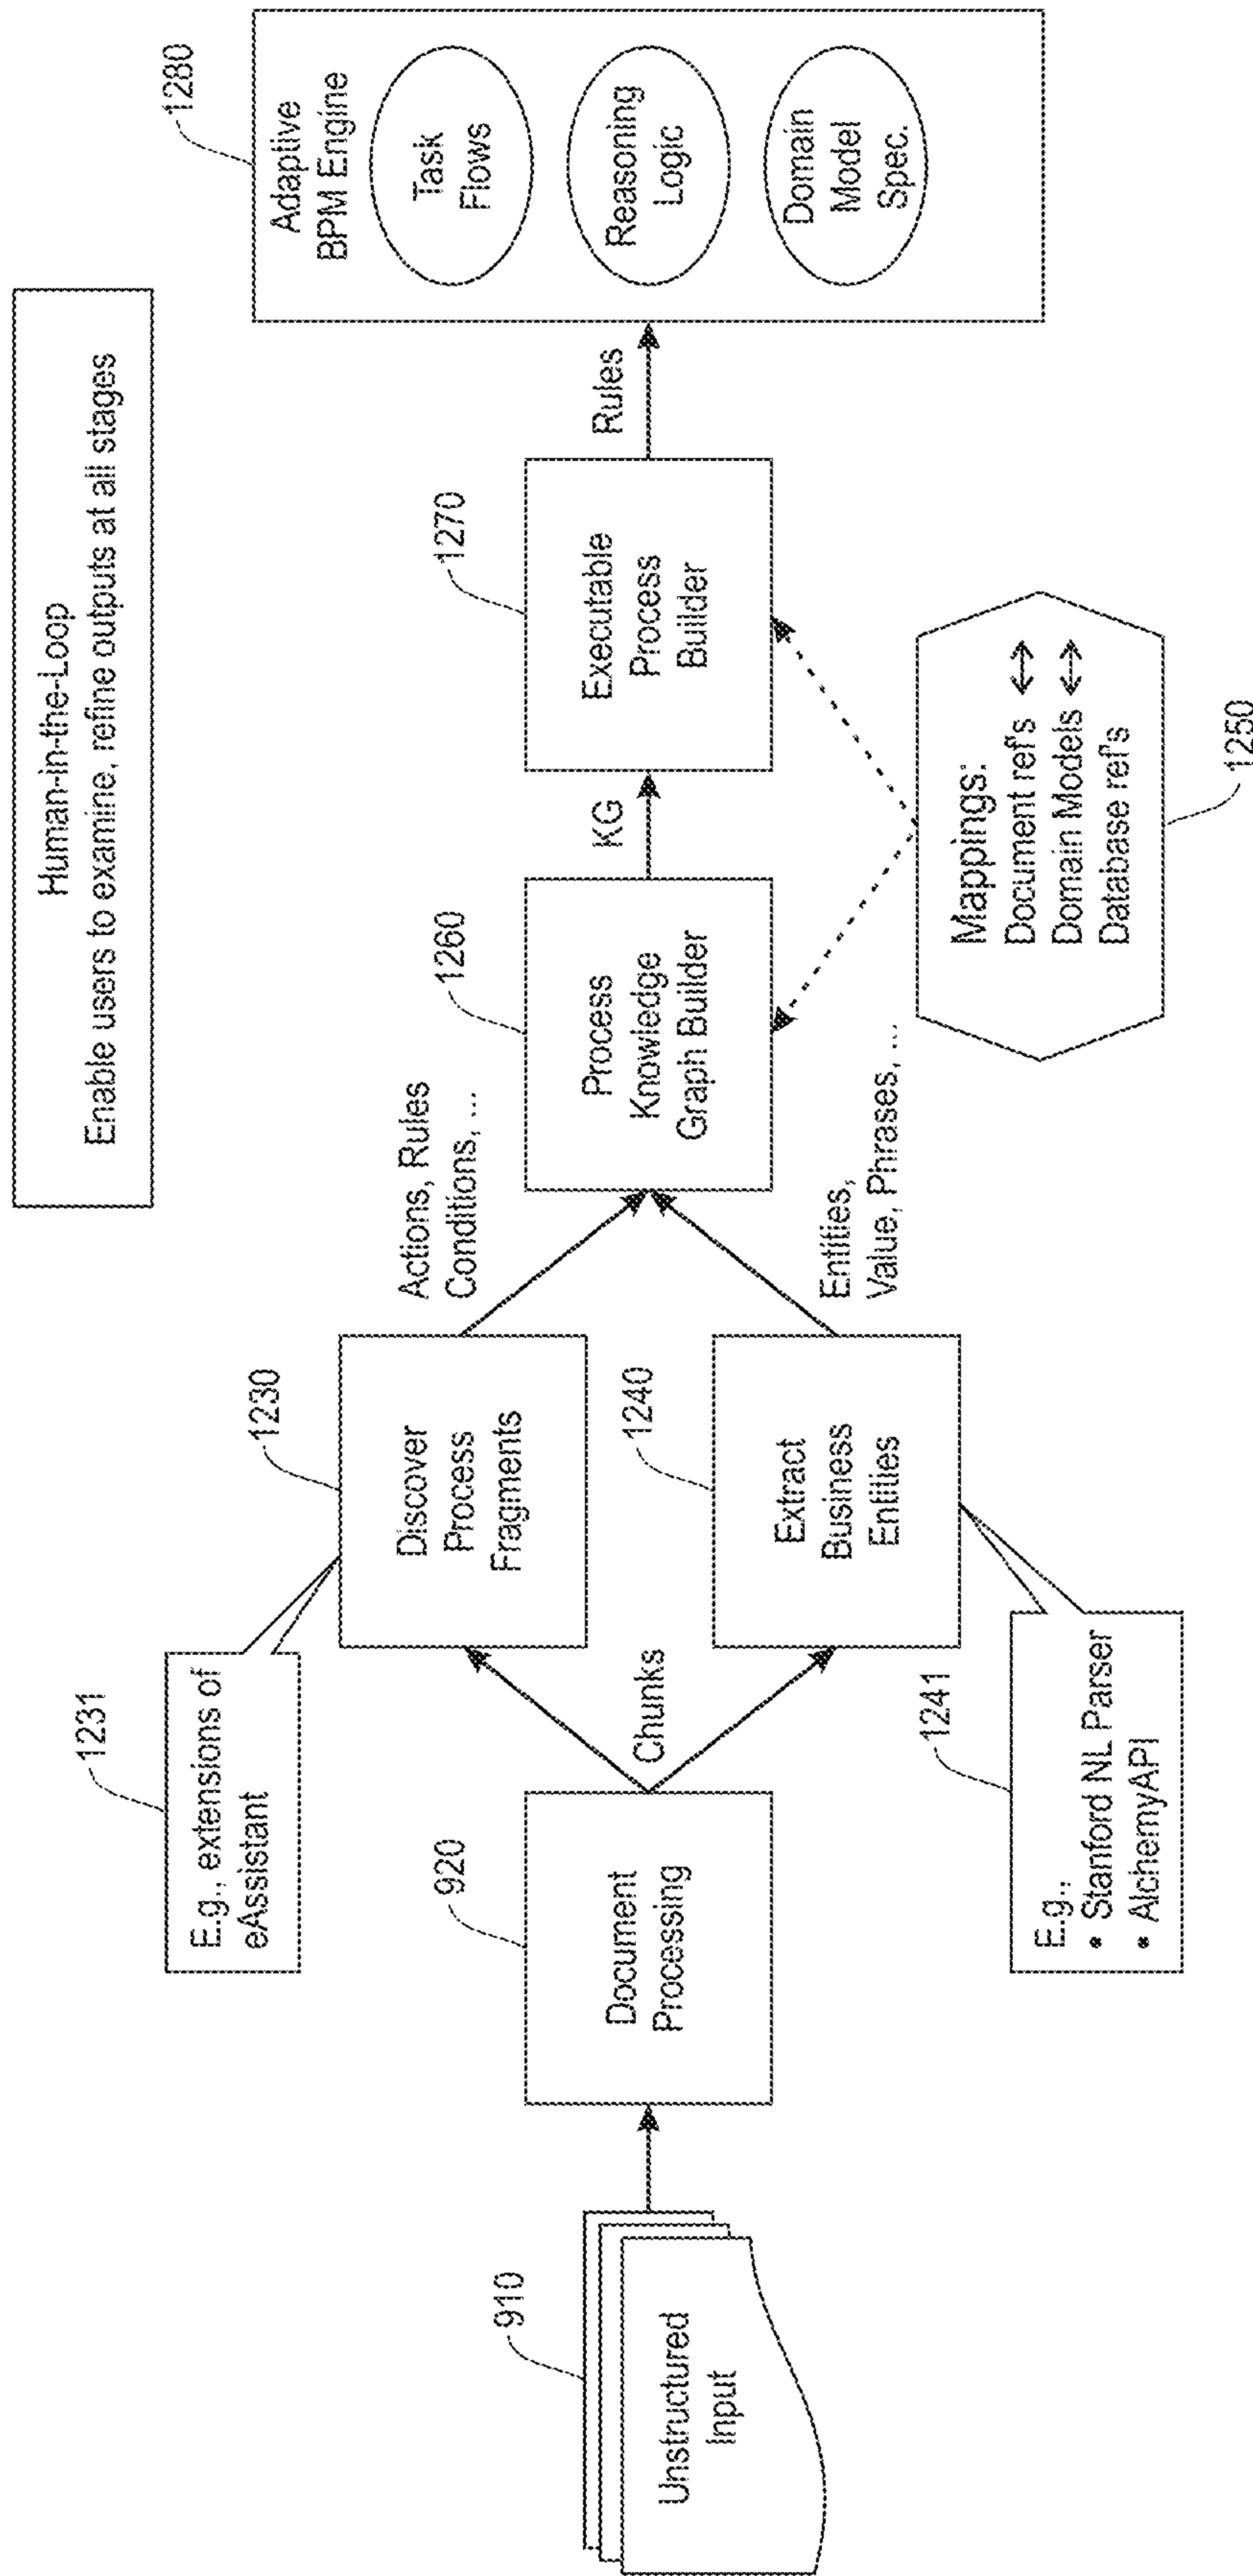 Human-in-the-Loop
Enable users to examine, refine outputs at all stages
910
Unstructured
Input
920
Document
Processing
Chunks
1231
E.g., extensions of
eAssistant
1230
Discover
Process
Fragments
1240
Extract
Business
Entities
1241
E.g.,
• Stanford NL Parser
• AlchemyAPI
Actions, Rules
Conditions, ...
Entities,
Value, Phrases, ...
1260
Process
Knowledge
Graph Builder
KG
1270
Executable
Process
Builder
Rules
Mappings:
Document ref's ↔
Domain Models ↔
Database ref's
1250
1280
Adaptive
BPM Engine
Task
Flows
Reasoning
Logic
Domain
Model
Spec.